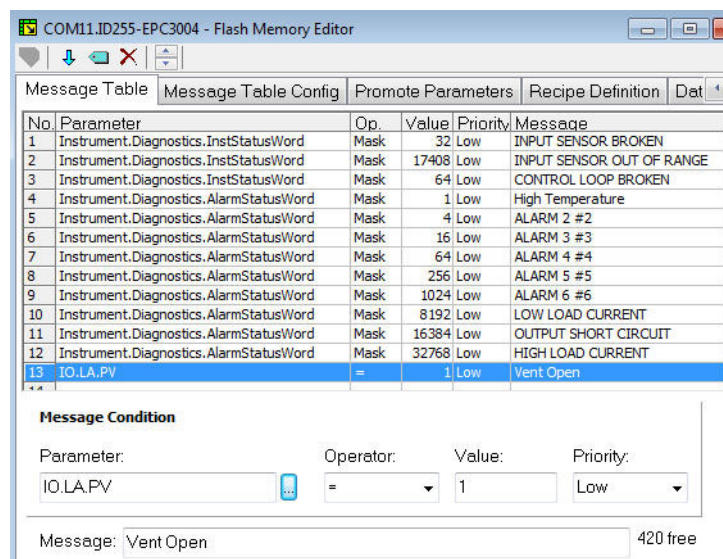 COM11.ID255-EPC3004 - Flash Memory Editor
Message Table Message Table Config Promote Parameters Recipe Definition Dat
No. Parameter Op. Value Priority Message
1 Instrument.Diagnostics.InstStatusWord Mask 32 Low INPUT SENSOR BROKEN
2 Instrument.Diagnostics.InstStatusWord Mask 17408 Low INPUT SENSOR OUT OF RANGE
3 Instrument.Diagnostics.InstStatusWord Mask 64 Low CONTROL LOOP BROKEN
4 Instrument.Diagnostics.AlarmStatusWord Mask 1 Low High Temperature
5 Instrument.Diagnostics.AlarmStatusWord Mask 4 Low ALARM 2 #2
6 Instrument.Diagnostics.AlarmStatusWord Mask 16 Low ALARM 3 #3
7 Instrument.Diagnostics.AlarmStatusWord Mask 64 Low ALARM 4 #4
8 Instrument.Diagnostics.AlarmStatusWord Mask 256 Low ALARM 5 #5
9 Instrument.Diagnostics.AlarmStatusWord Mask 1024 Low ALARM 6 #6
10 Instrument.Diagnostics.AlarmStatusWord Mask 8192 Low LOW LOAD CURRENT
11 Instrument.Diagnostics.AlarmStatusWord Mask 16384 Low OUTPUT SHORT CIRCUIT
12 Instrument.Diagnostics.AlarmStatusWord Mask 32768 Low HIGH LOAD CURRENT
13 IO.LA.PV = 1 Low Vent Open
Message Condition
Parameter: Operator: Value: Priority:
IO.LA.PV ... = 1 Low
Message: Vent Open 420 free